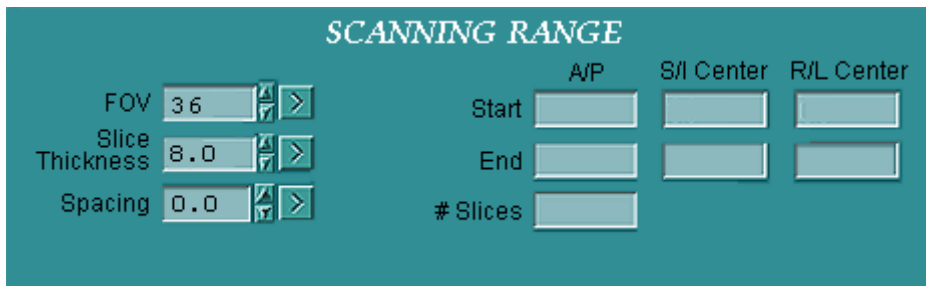 SCANNING RANGE
A/P S/I Center R/L Center
FOV 36 > Start
Slice
Thickness 8.0 > End
Spacing 0.0 > # Slices